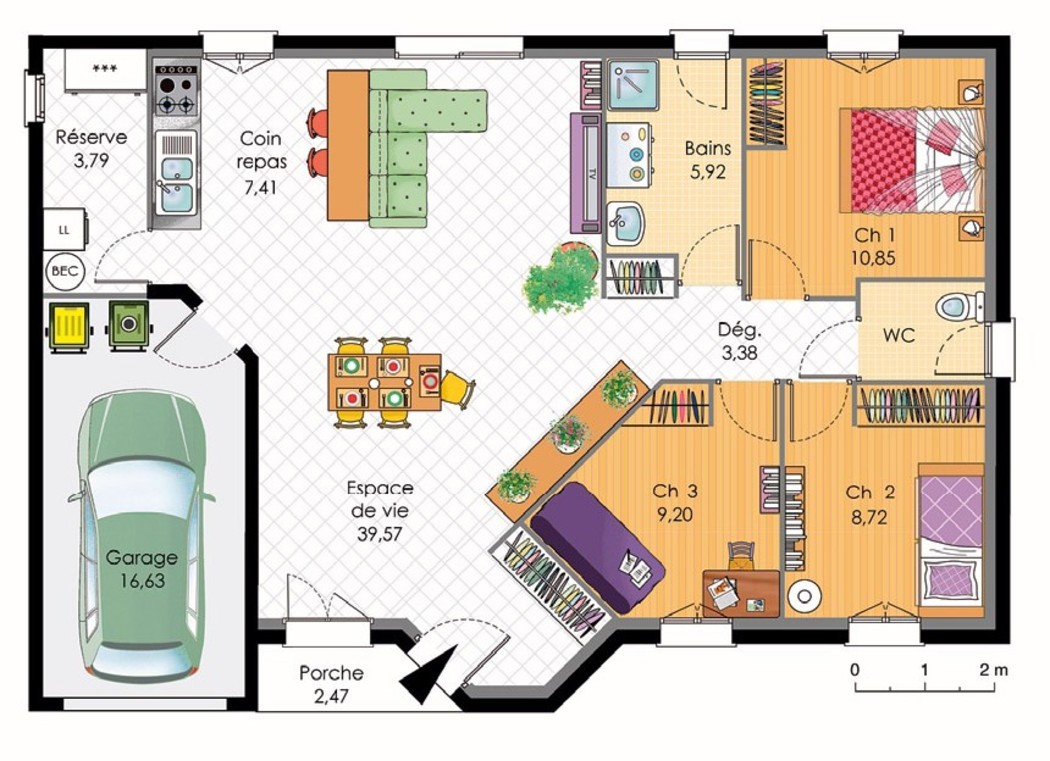 ***
Réserve
3,79
LL
BEC
Coin
repas
7,41
TV
Bains
5,92
Ch 1
10,85
WC
Dég.
3,38
Espace
de vie
39,57
Ch 3
9,20
Ch 2
8,72
Garage
16,63
Porche
2,47
0 1 2 m